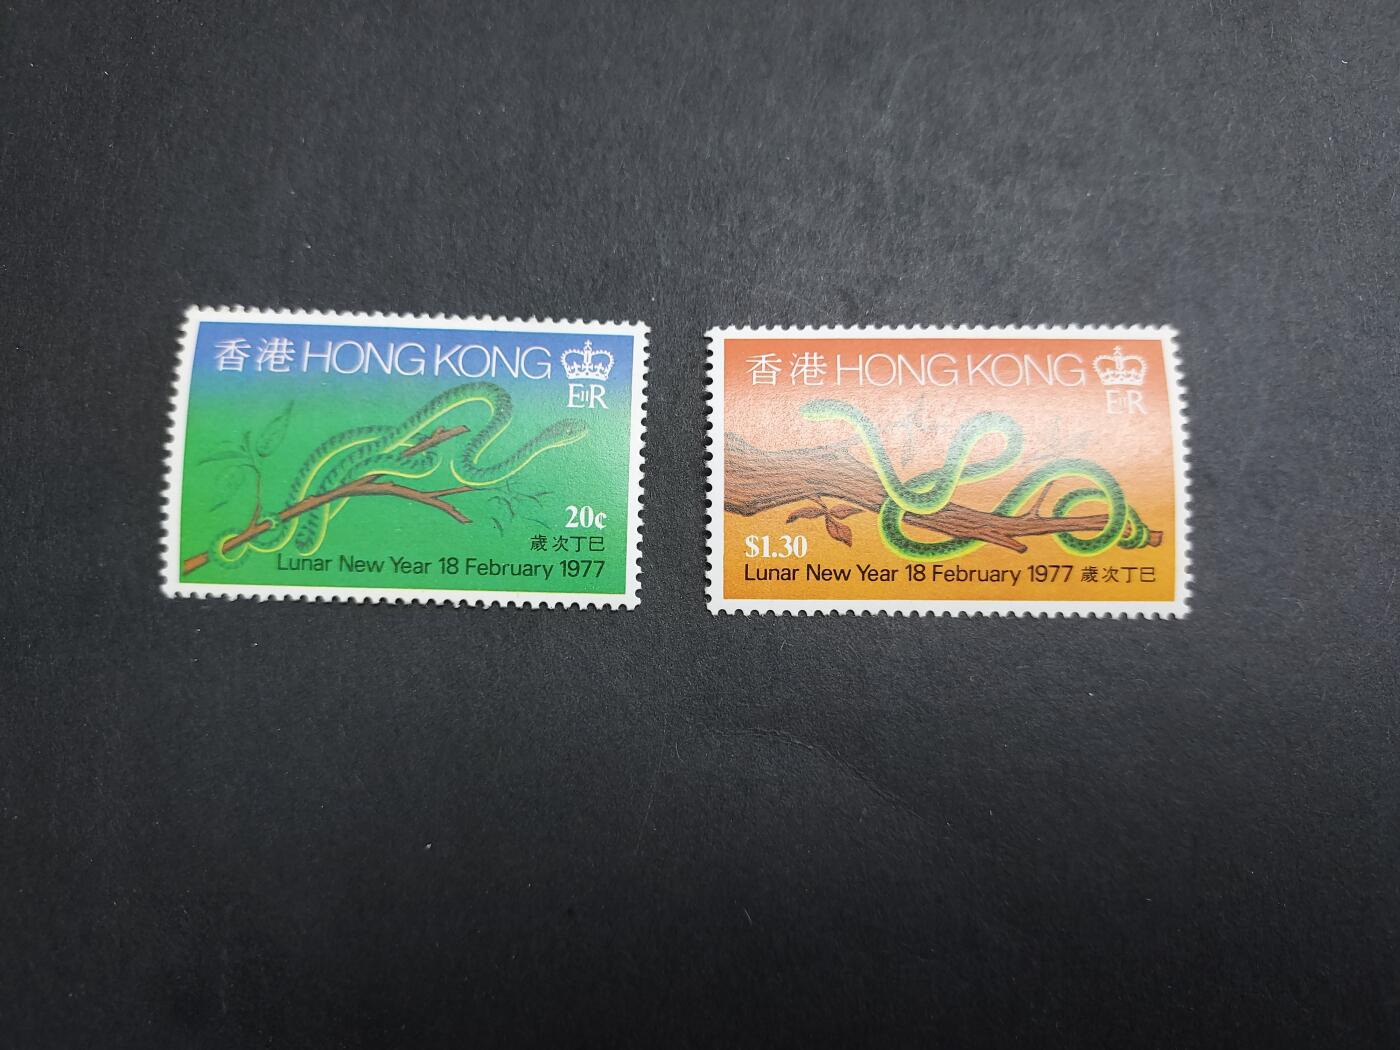 香港 HONG KONG
EIIR
20¢
歲次丁巳
Lunar New Year 18 February 1977
香港 HONG KONG
EIIR
$1.30
Lunar New Year 18 February 1977 歲次丁巳